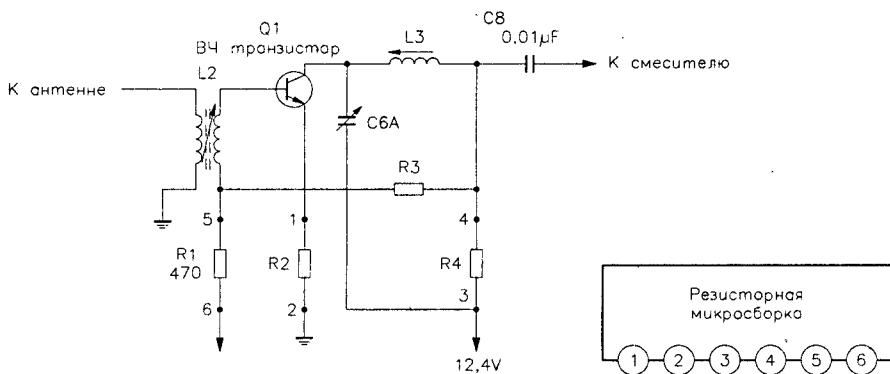 C8
0,01µF
Q1
ВЧ транзистор
L2
L3
К антенне
К смесителю
C6A
R3
5
1
4
R1
470
R2
R4
6
2
3
12,4V
Резисторная
микросборка
1 2 3 4 5 6